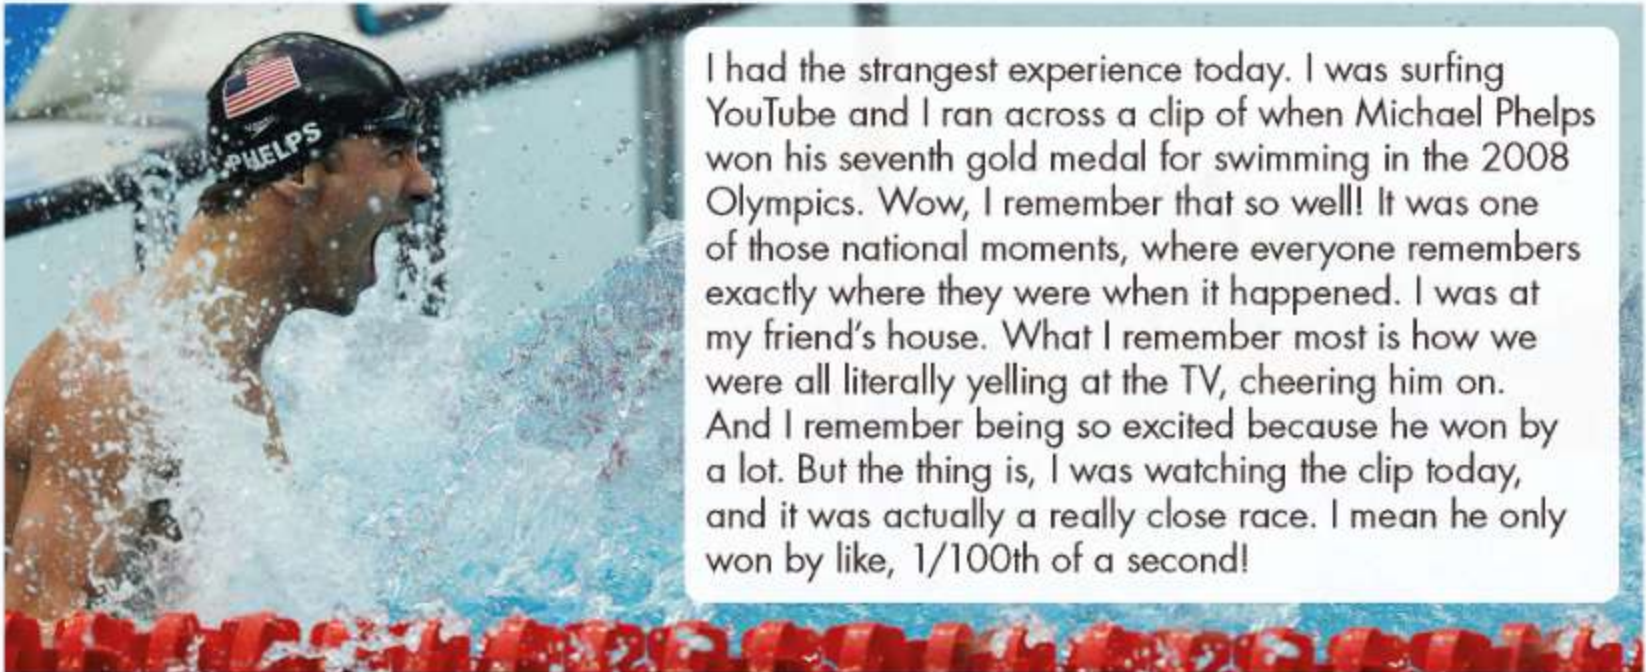 PHELPS
I had the strangest experience today. I was surfing
YouTube and I ran across a clip of when Michael Phelps
won his seventh gold medal for swimming in the 2008
Olympics. Wow, I remember that so well! It was one
of those national moments, where everyone remembers
exactly where they were when it happened. I was at
my friend's house. What I remember most is how we
were all literally yelling at the TV, cheering him on.
And I remember being so excited because he won by
a lot. But the thing is, I was watching the clip today,
and it was actually a really close race. I mean he only
won by like, 1/100th of a second!